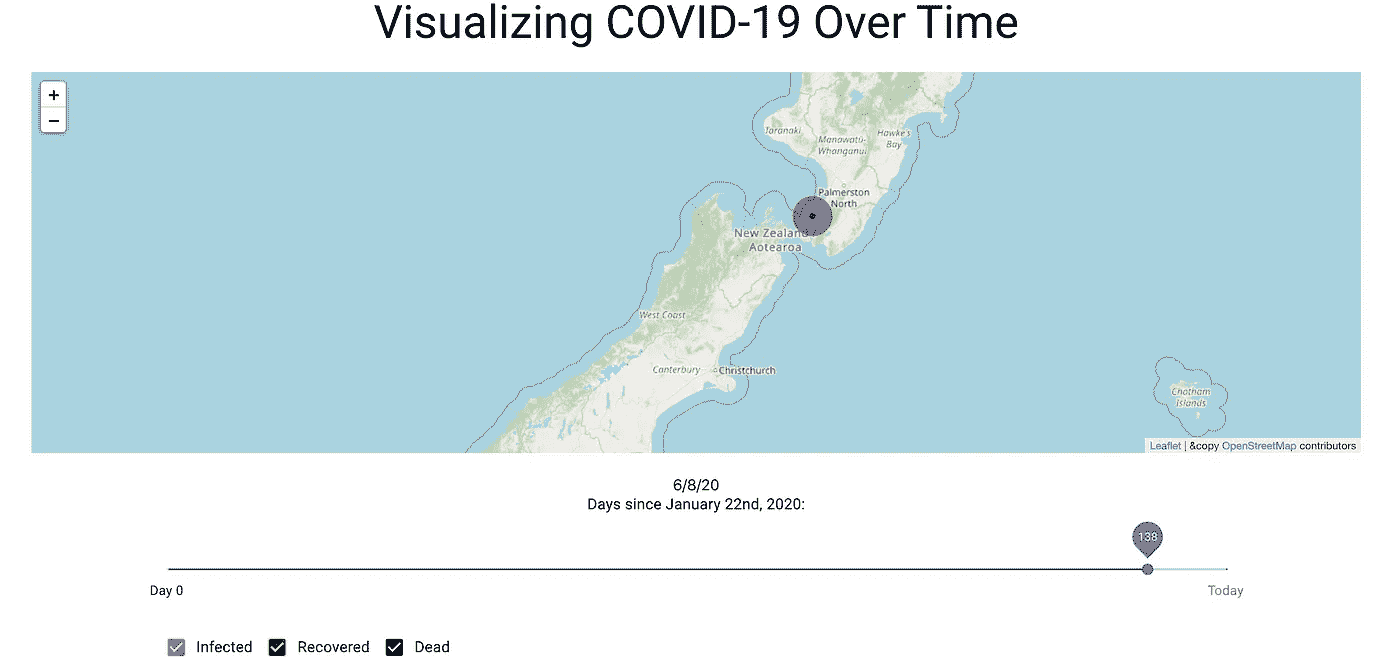 Visualizing COVID-19 Over Time
+
−
Taranaki
Hawke's
Bay
Manawatū-
Whanganui
Palmerston
North
New Zealand
Aotearoa
West Coast
Canterbury
Christchurch
Chatham
Islands
Leaflet | &copy OpenStreetMap contributors
6/8/20
Days since January 22nd, 2020:
138
Day 0
Today
Infected Recovered Dead